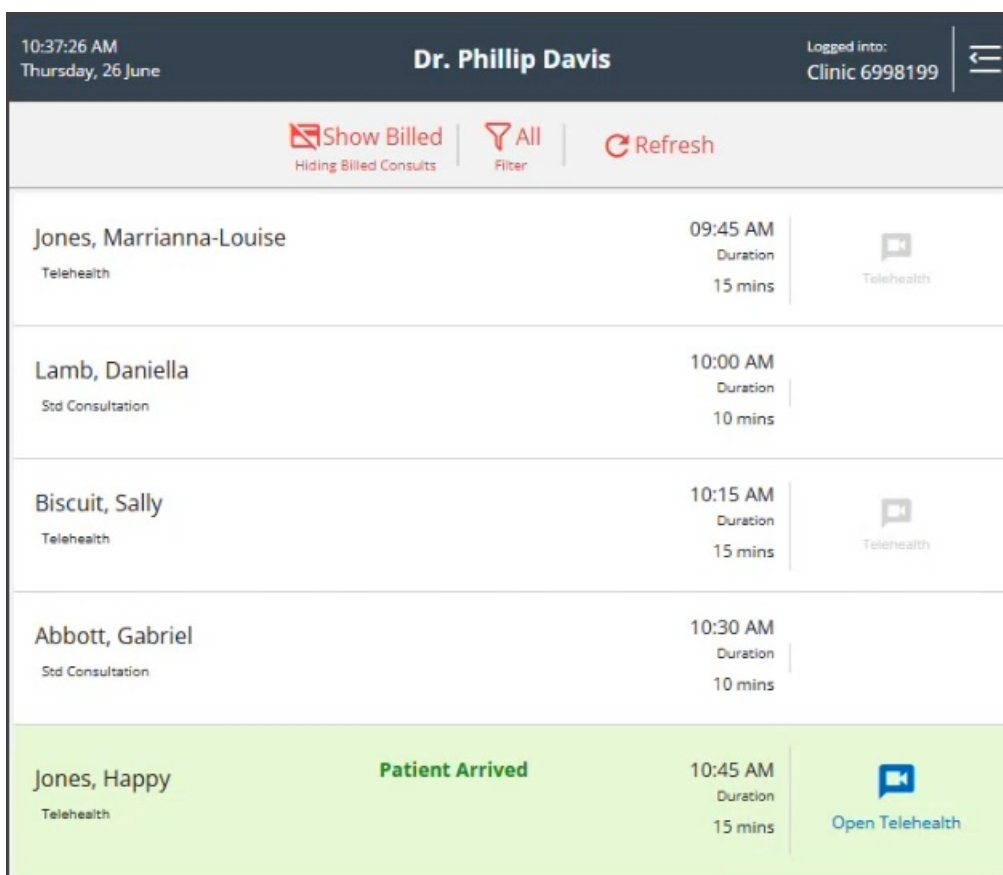 10:37:26 AM
Thursday, 26 June
Dr. Phillip Davis
Logged into:
Clinic 6998199
Show Billed
Hiding Billed Consults
All
Filter
Refresh
Jones, Marrianna-Louise
Telehealth
09:45 AM
Duration
15 mins
Telehealth
Lamb, Daniella
Std Consultation
10:00 AM
Duration
10 mins
Biscuit, Sally
Telehealth
10:15 AM
Duration
15 mins
Telehealth
Abbott, Gabriel
Std Consultation
10:30 AM
Duration
10 mins
Jones, Happy
Telehealth
Patient Arrived
10:45 AM
Duration
15 mins
Open Telehealth